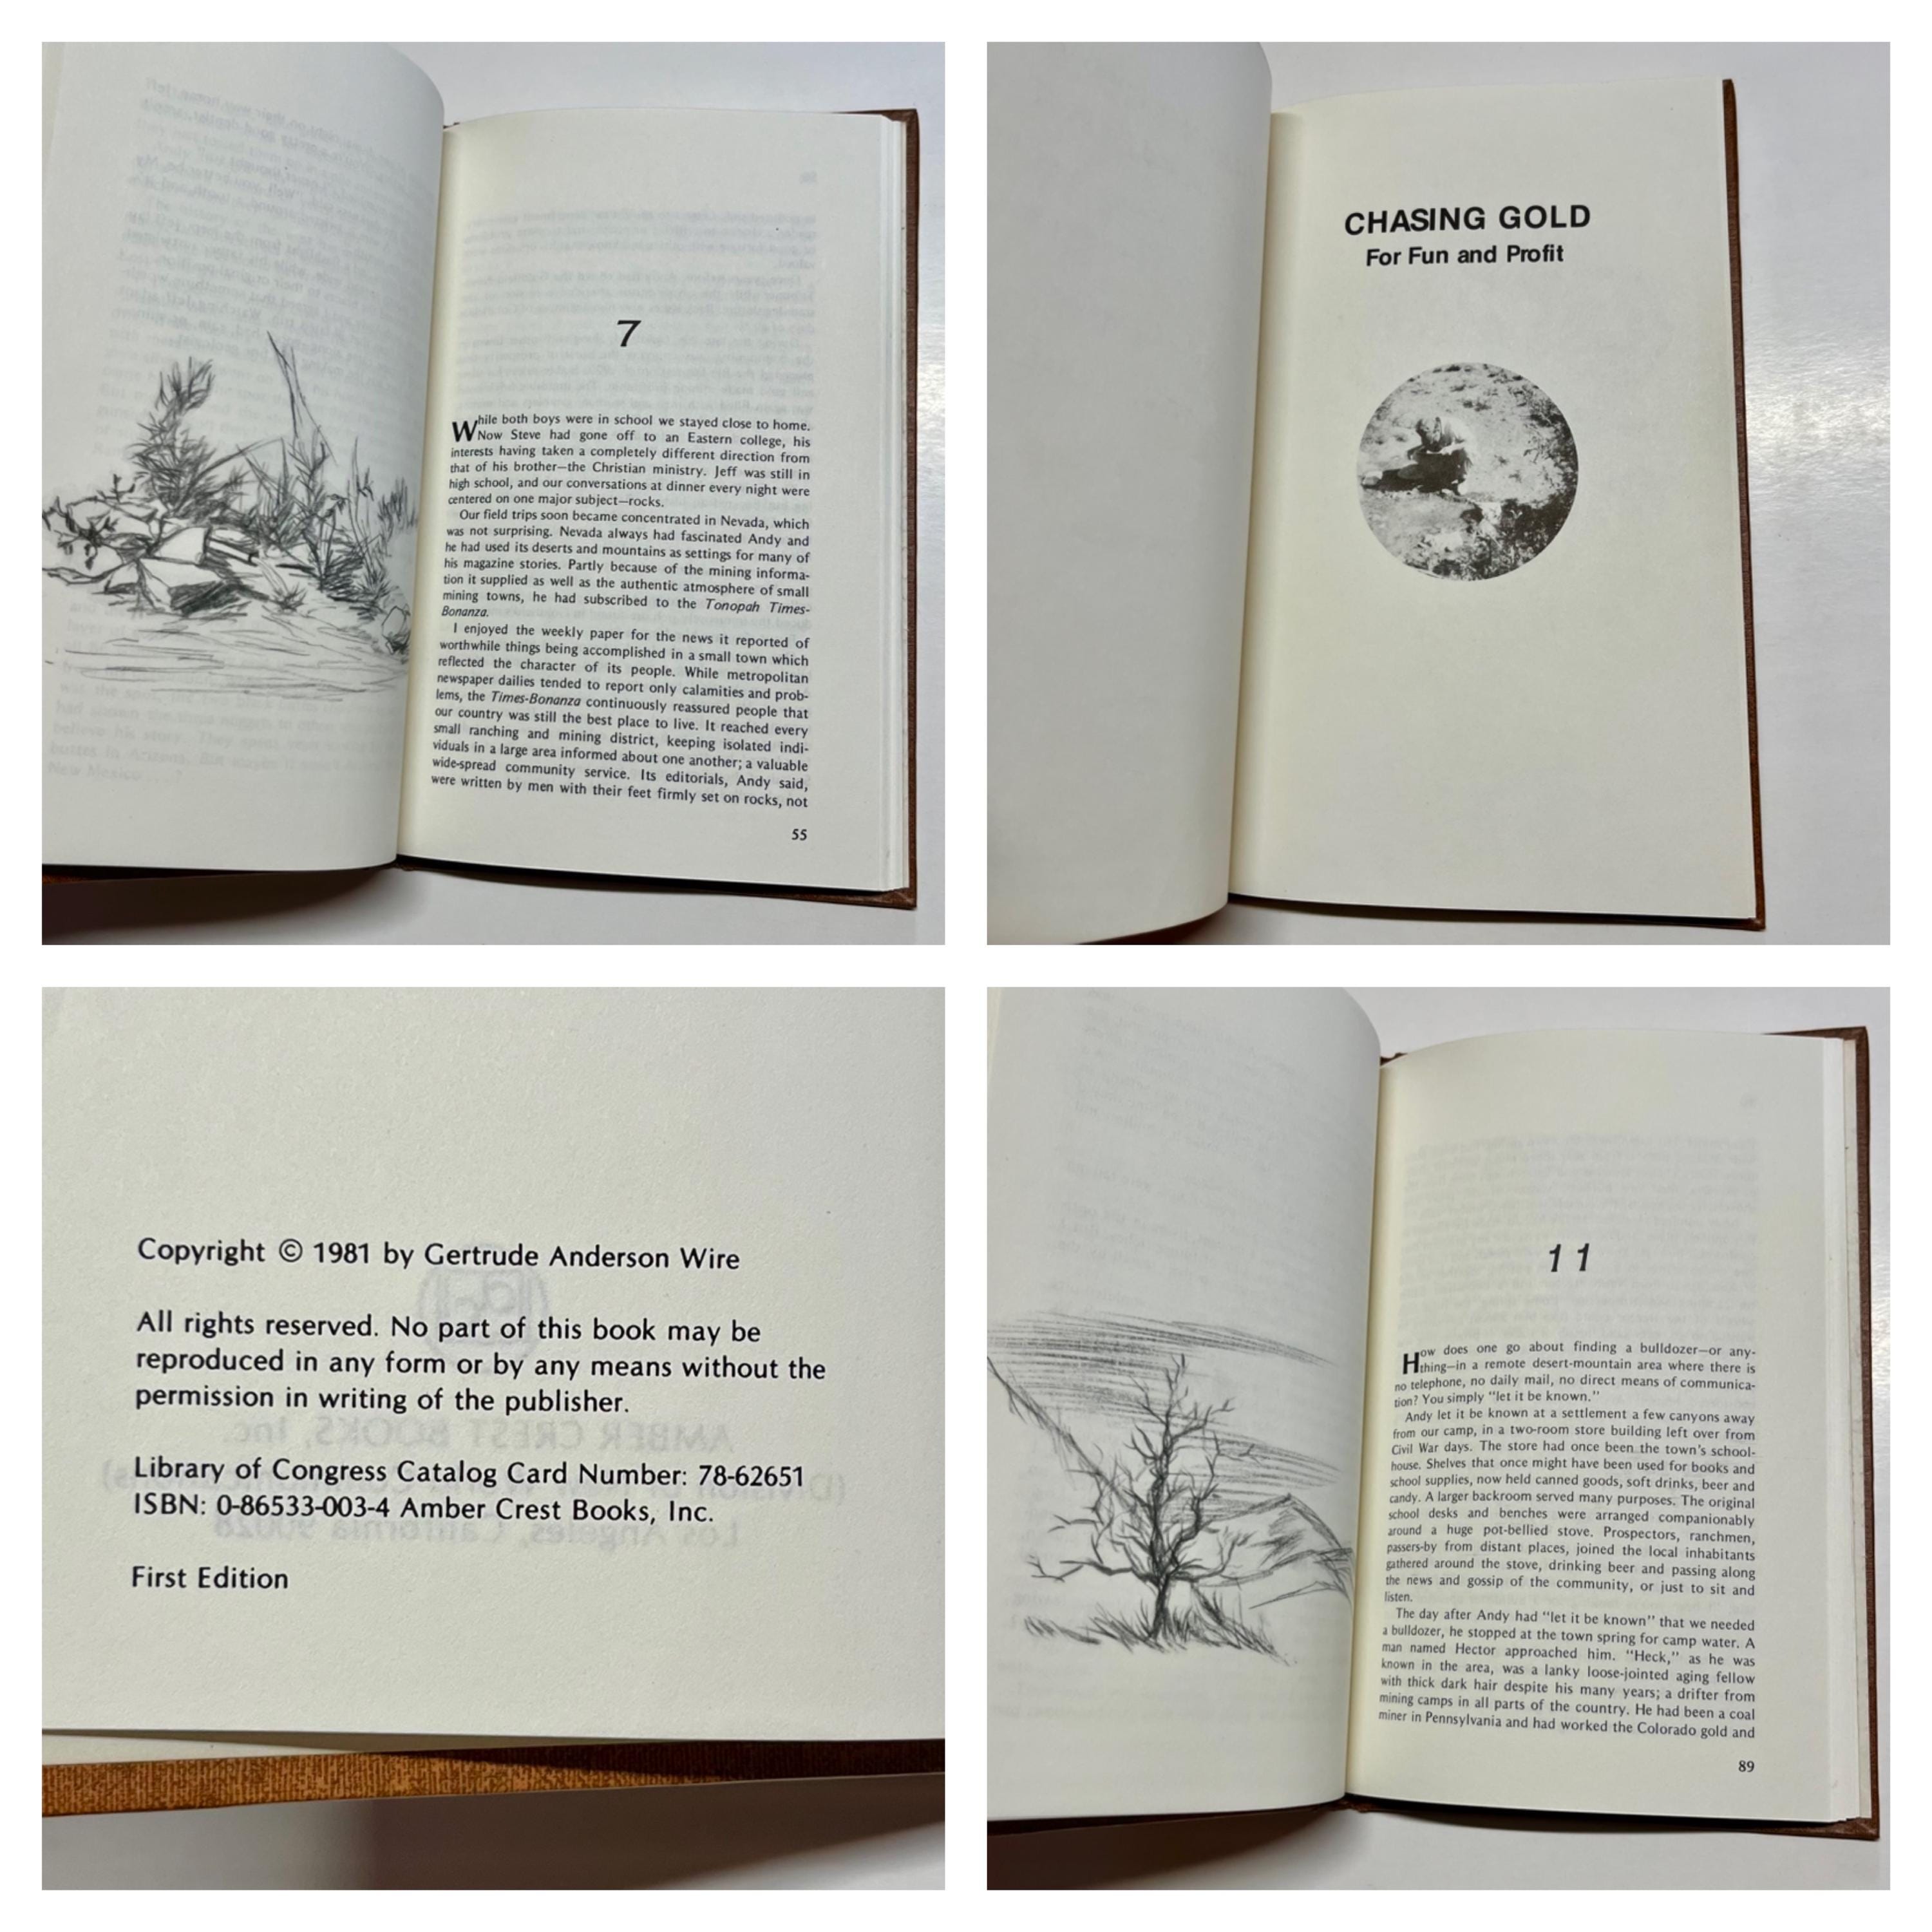 7
While both boys were in school we stayed close to home.
Now Steve had gone off to an Eastern college, his
interests having taken a completely different direction from
that of his brother—the Christian ministry. Jeff was still in
high school, and our conversations at dinner every night were
centered on one major subject—rocks.
Our field trips soon became concentrated in Nevada, which
was not surprising. Nevada always had fascinated Andy and
he had used its deserts and mountains as settings for many of
his magazine stories. Partly because of the mining informa-
tion it supplied as well as the authentic atmosphere of small
mining towns, he had subscribed to the Tonopah Times-
Bonanza.
I enjoyed the weekly paper for the news it reported of
worthwhile things being accomplished in a small town which
reflected the character of its people. While metropolitan
newspaper dailies tended to report only calamities and prob-
lems, the Times-Bonanza continuously reassured people that
our country was still the best place to live. It reached every
small ranching and mining district, keeping isolated indi-
viduals in a large area informed about one another; a valuable
wide-spread community service. Its editorials, Andy said,
were written by men with their feet firmly set on rocks, not
55
CHASING GOLD
For Fun and Profit
Copyright © 1981 by Gertrude Anderson Wire
All rights reserved. No part of this book may be
reproduced in any form or by any means without the
permission in writing of the publisher.
Library of Congress Catalog Card Number: 78-62651
ISBN: 0-86533-003-4 Amber Crest Books, Inc.
First Edition
11
How does one go about finding a bulldozer—or any-
thing—in a remote desert-mountain area where there is
no telephone, no daily mail, no direct means of communica-
tion? You simply "let it be known."
Andy let it be known at a settlement a few canyons away
from our camp, in a two-room store building left over from
Civil War days. The store had once been the town's school-
house. Shelves that once might have been used for books and
school supplies, now held canned goods, soft drinks, beer and
candy. A larger backroom served many purposes. The original
school desks and benches were arranged companionably
around a huge pot-bellied stove. Prospectors, ranchmen,
passers-by from distant places, joined the local inhabitants
gathered around the stove, drinking beer and passing along
the news and gossip of the community, or just to sit and
listen.
The day after Andy had "let it be known" that we needed
a bulldozer, he stopped at the town spring for camp water. A
man named Hector approached him. "Heck," as he was
known in the area, was a lanky loose-jointed aging fellow
with thick dark hair despite his many years; a drifter from
mining camps in all parts of the country. He had been a coal
miner in Pennsylvania and had worked the Colorado gold and
89